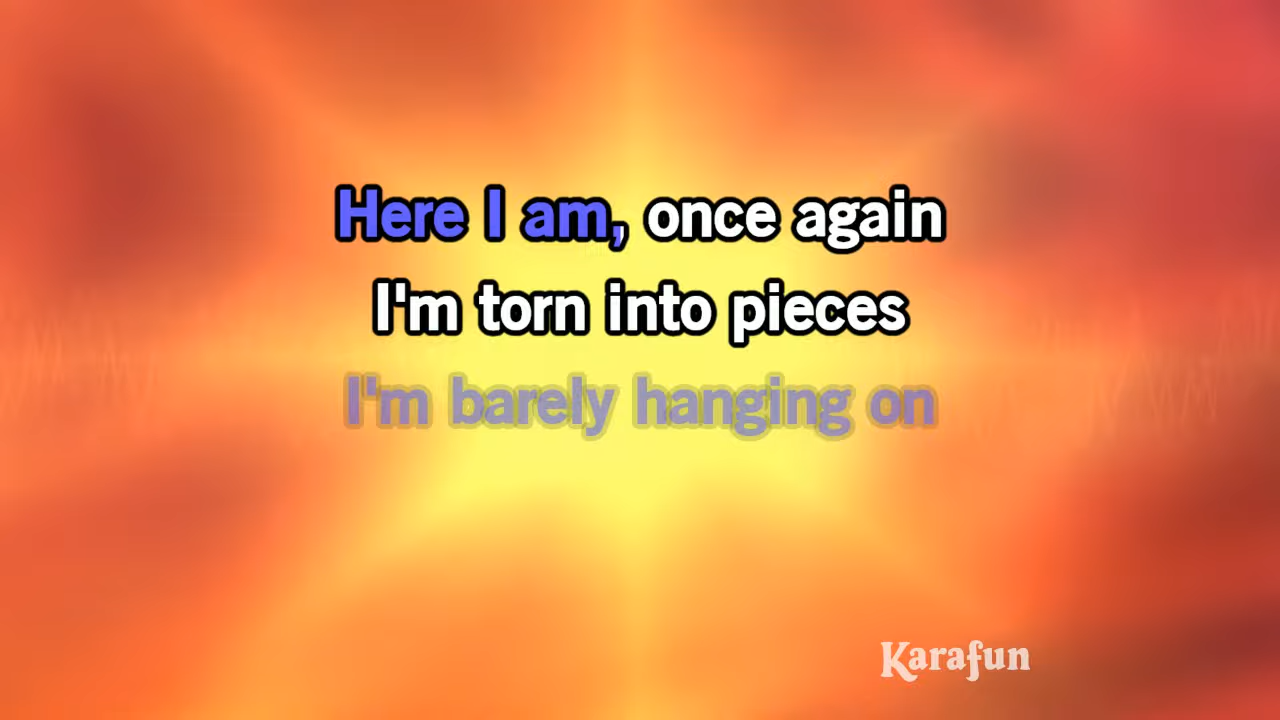 Here I am, once again
I'm torn into pieces
I'm barely hanging on
Karafun